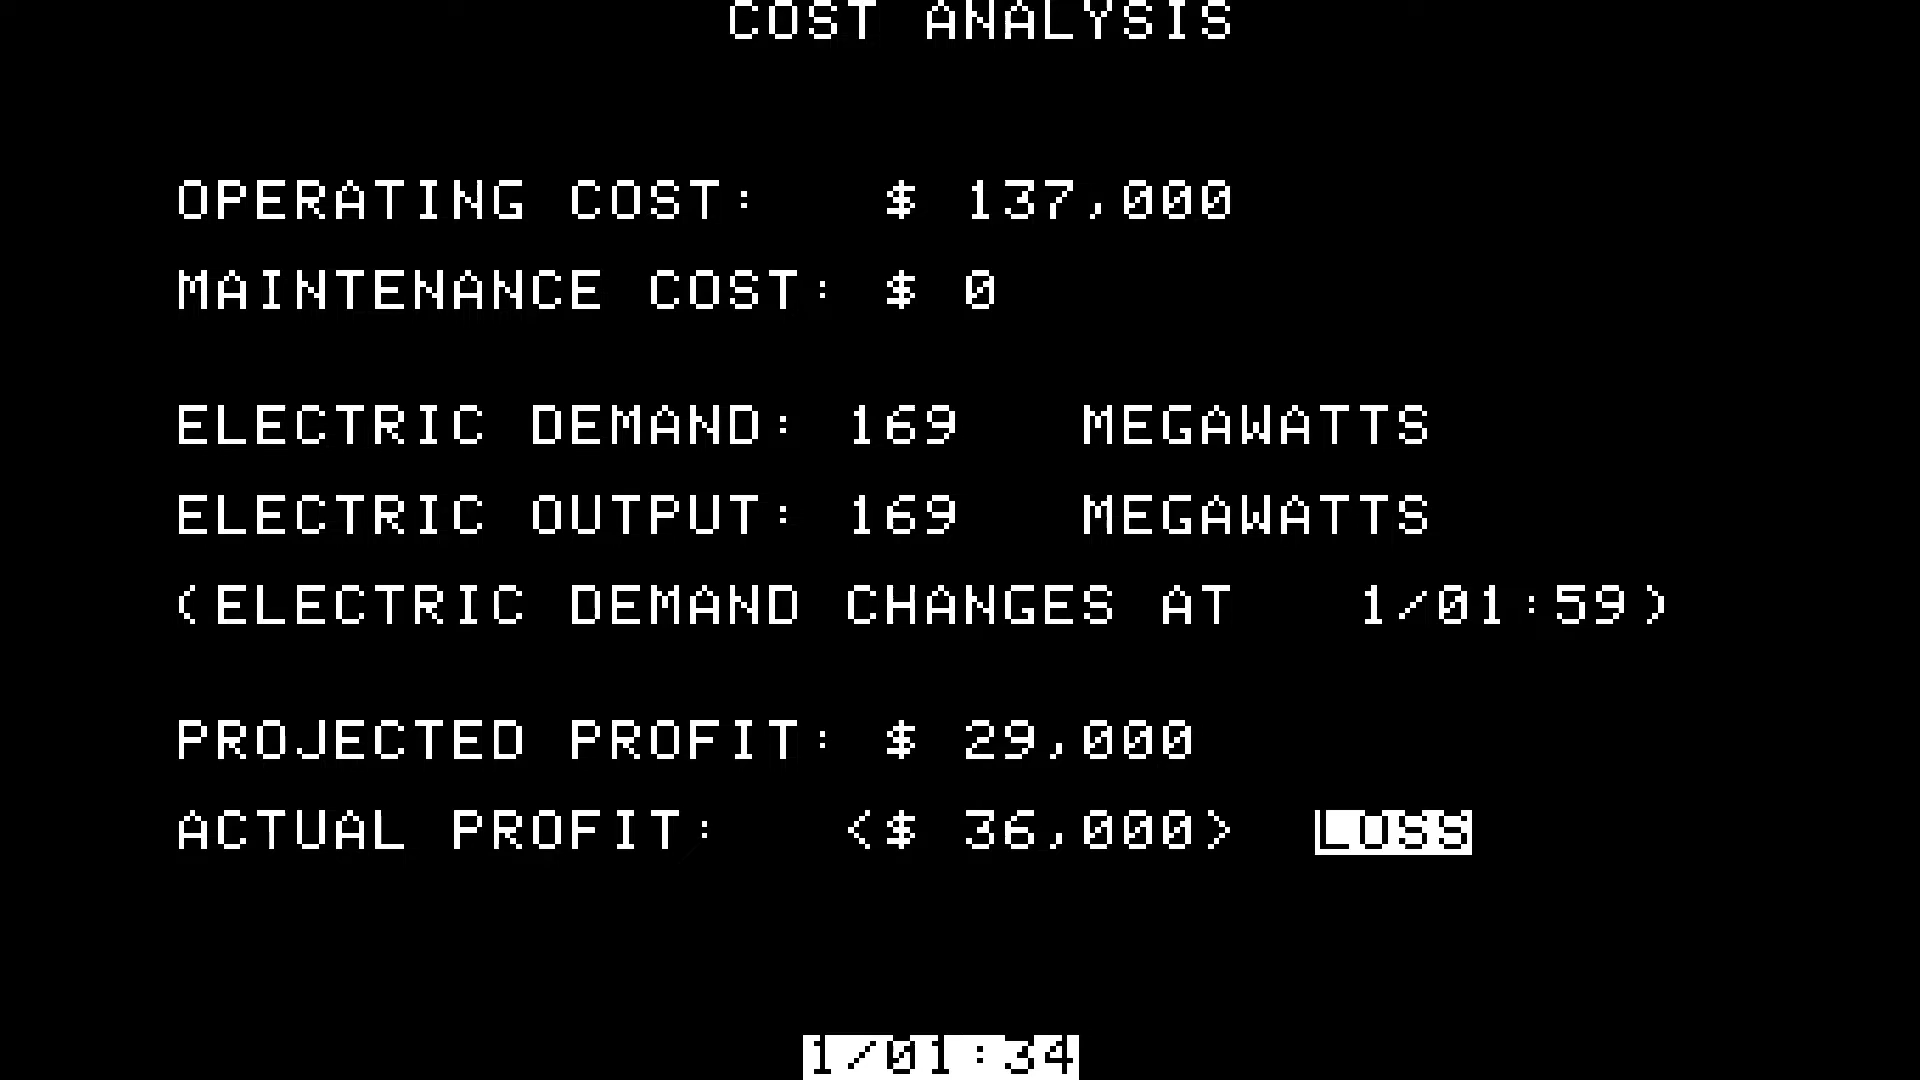 COST ANALYSIS
OPERATING COST: $ 137,000
MAINTENANCE COST: $ 0
ELECTRIC DEMAND: 169 MEGAWATTS
ELECTRIC OUTPUT: 169 MEGAWATTS
(ELECTRIC DEMAND CHANGES AT 1/01:59)
PROJECTED PROFIT: $ 29,000
ACTUAL PROFIT: <$ 36,000> LOSS
1/01:34